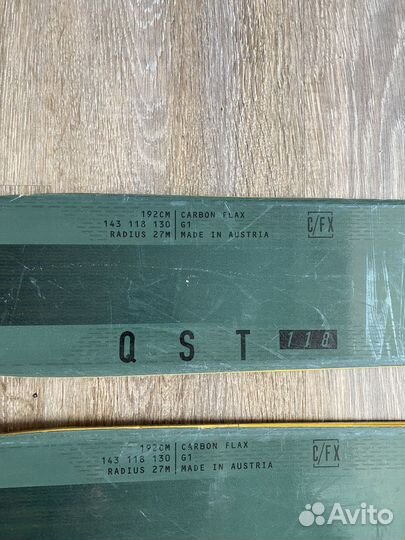 192CM CARBON FLAX
143 118 130 G1
RADIUS 27M MADE IN AUSTRIA
C/FX
QST 118
192CM CARBON FLAX
143 118 130 G1
RADIUS 27M MADE IN AUSTRIA
C/FX
Avito